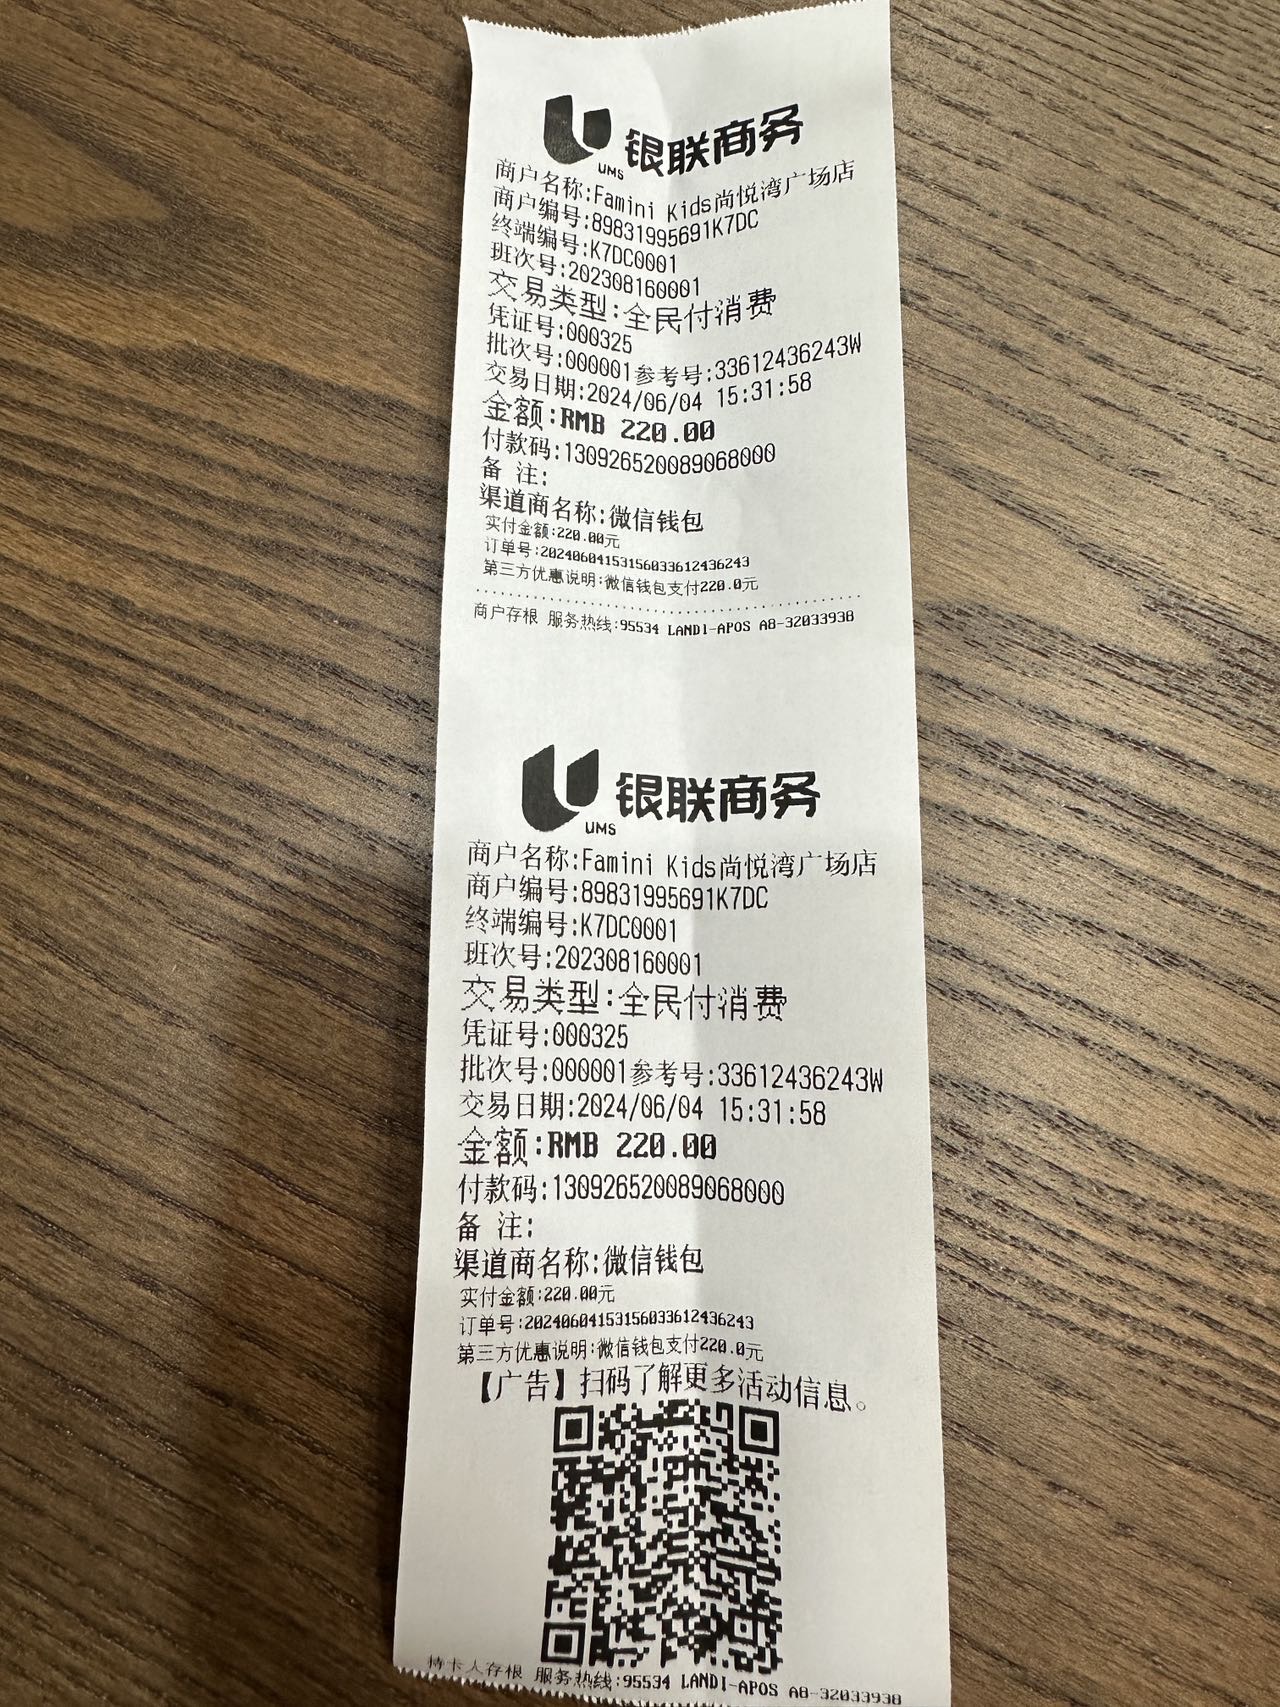 UMS 银联商务
商户名称:Famini Kids尚悦湾广场店
商户编号:89831995691K7DC
终端编号:K7DC0001
班次号:202308160001
交易类型:全民付消费
凭证号:000325
批次号:000001参考号:33612436243W
交易日期:2024/06/04 15:31:58
金额:RMB 220.00
付款码:130926520089068000
备 注:
渠道商名称:微信钱包
实付金额:220.00元
订单号:20240604153156033612436243
第三方优惠说明:微信钱包支付220.0元
商户存根 服务热线:95534 LANDI-APOS A8-32033938
UMS 银联商务
商户名称:Famini Kids尚悦湾广场店
商户编号:89831995691K7DC
终端编号:K7DC0001
班次号:202308160001
交易类型:全民付消费
凭证号:000325
批次号:000001参考号:33612436243W
交易日期:2024/06/04 15:31:58
金额:RMB 220.00
付款码:130926520089068000
备 注:
渠道商名称:微信钱包
实付金额:220.00元
订单号:20240604153156033612436243
第三方优惠说明:微信钱包支付220.0元
【广告】扫码了解更多活动信息。
持卡人存根 服务热线:95534 LANDI-APOS A8-32033938